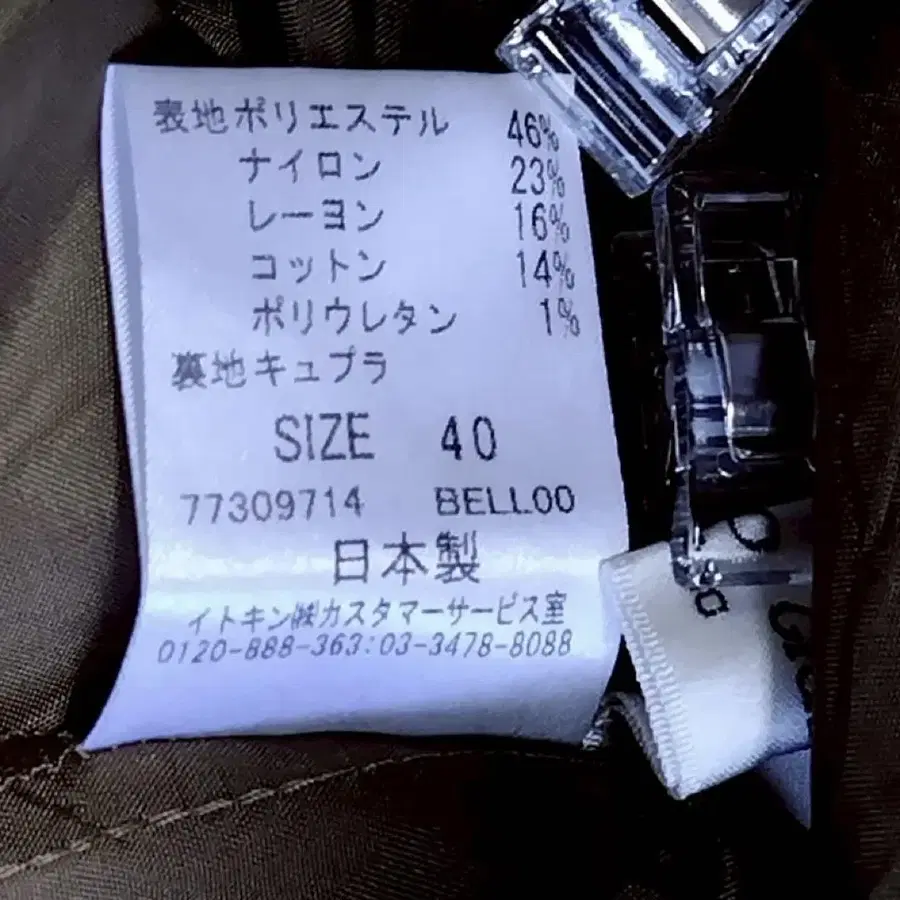 表地ポリエステル 46%
ナイロン 23%
レーヨン 16%
コットン 14%
ポリウレタン 1%
裏地キュプラ
SIZE 40
77309714 BELLOO
日本製
イトキン㈱カスタマーサービス室
0120-888-363:03-3478-8088